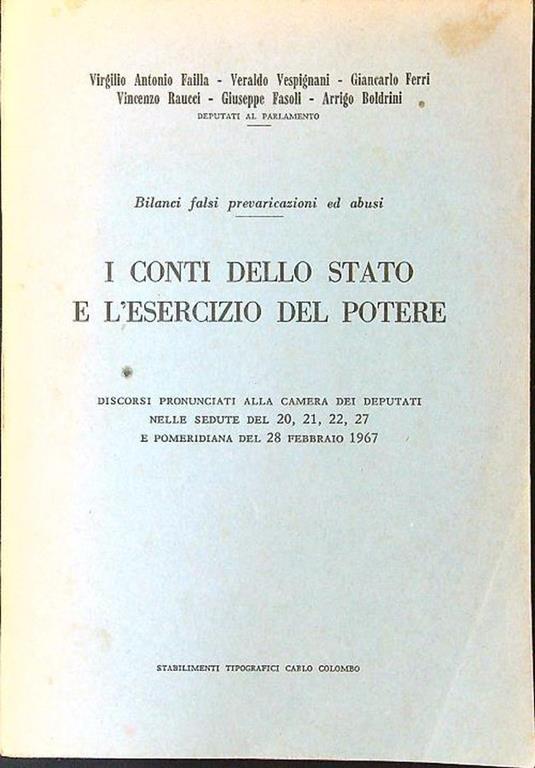 Virgilio Antonio Failla - Veraldo Vespignani - Giancarlo Ferri
Vincenzo Raucci - Giuseppe Fasoli - Arrigo Boldrini
DEPUTATI AL PARLAMENTO
Bilanci falsi prevaricazioni ed abusi
I CONTI DELLO STATO
E L'ESERCIZIO DEL POTERE
DISCORSI PRONUNCIATI ALLA CAMERA DEI DEPUTATI
NELLE SEDUTE DEL 20, 21, 22, 27
E POMERIDIANA DEL 28 FEBBRAIO 1967
STABILIMENTI TIPOGRAFICI CARLO COLOMBO